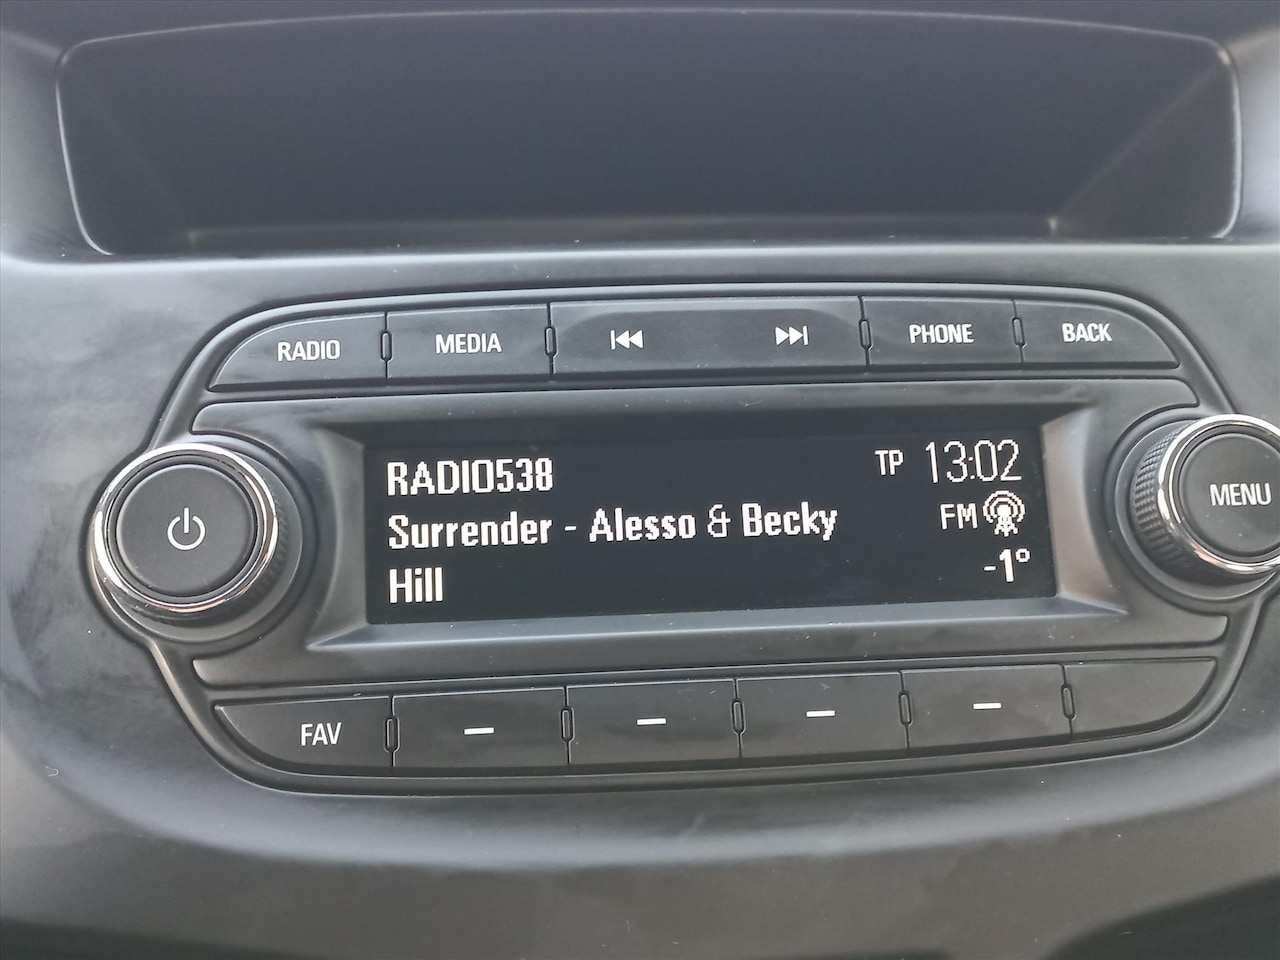 RADIO MEDIA PHONE BACK
RADIO538 TP 13:02
Surrender - Alesso & Becky FM
Hill -1°
MENU
FAV